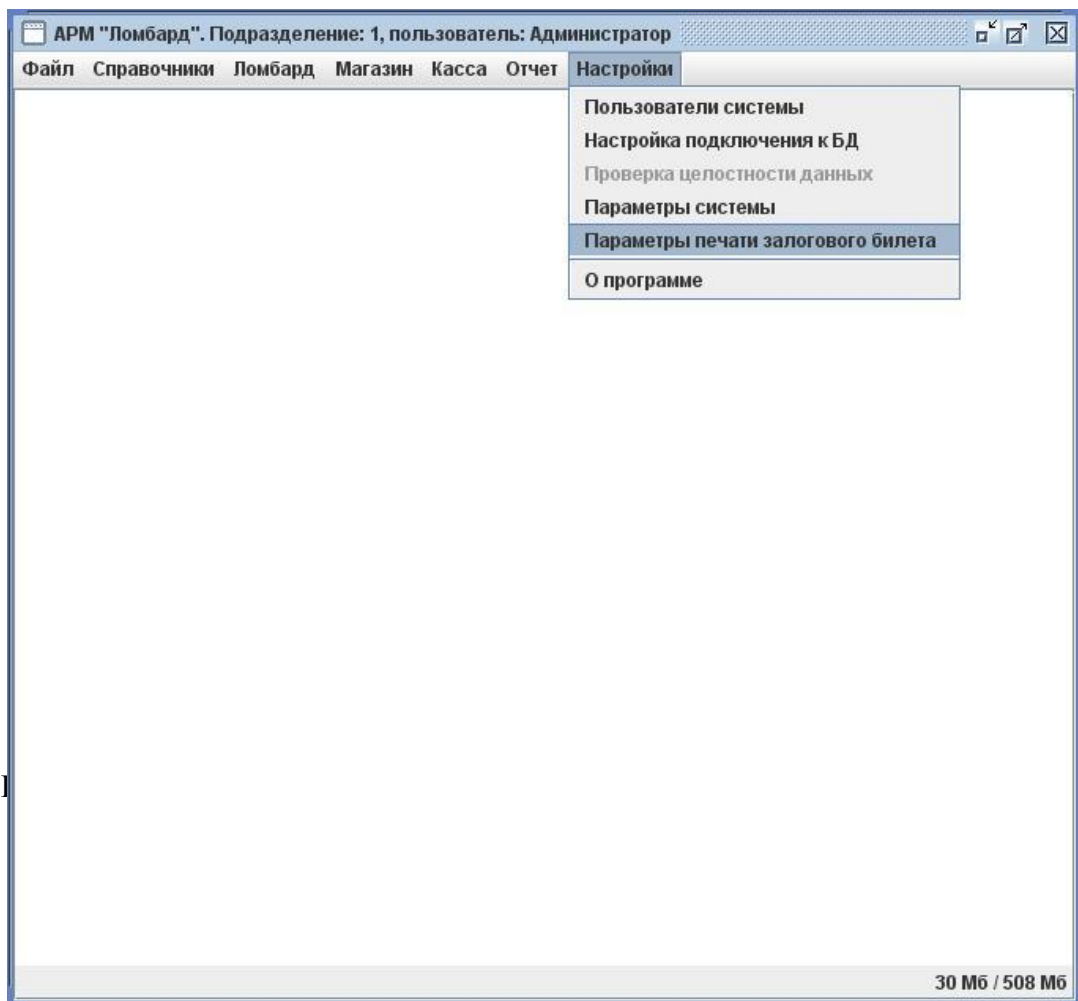 АРМ "Ломбард". Подразделение: 1, пользователь: Администратор
Файл Справочники Ломбард Магазин Касса Отчет Настройки
Пользователи системы
Настройка подключения к БД
Проверка целостности данных
Параметры системы
Параметры печати залогового билета
О программе
30 Мб / 508 Мб